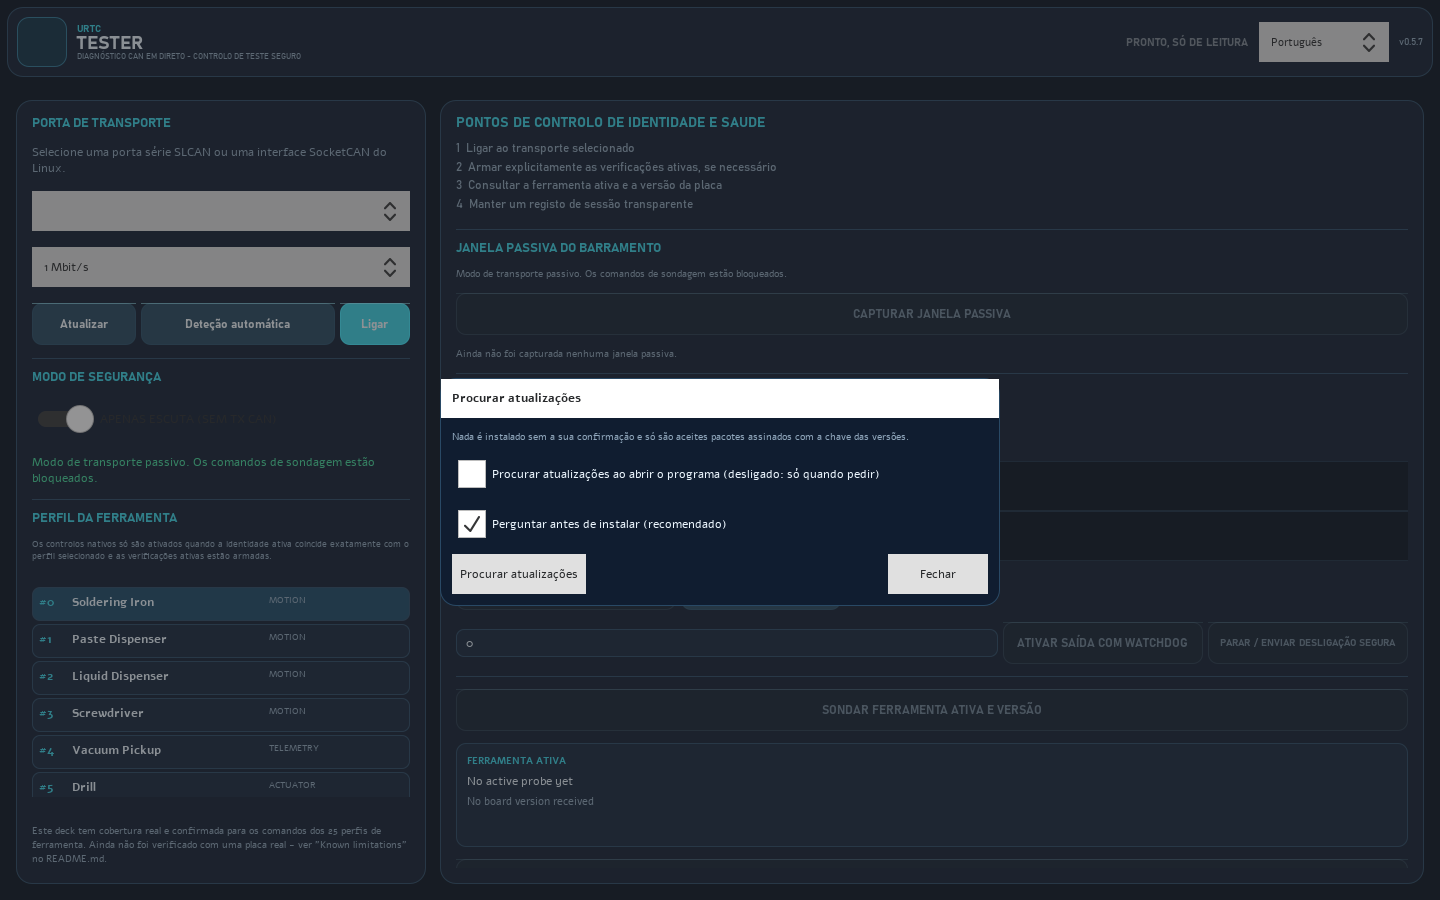 URTC
TESTER
DIAGNÓSTICO CAN EM DIRETO - CONTROLO DE TESTE SEGURO
PRONTO, SÓ DE LEITURA
Português
v0.5.7
PORTA DE TRANSPORTE
Selecione uma porta série SLCAN ou uma interface SocketCAN do
Linux.
1 Mbit/s
Atualizar
Deteção automática
Ligar
MODO DE SEGURANÇA
APENAS ESCUTA (SEM TX CAN)
Modo de transporte passivo. Os comandos de sondagem estão
bloqueados.
PERFIL DA FERRAMENTA
Os controlos nativos só são ativados quando a identidade ativa coincide exatamente com o
perfil selecionado e as verificações ativas estão armadas.
#0 Soldering Iron MOTION
#1 Paste Dispenser MOTION
#2 Liquid Dispenser MOTION
#3 Screwdriver MOTION
#4 Vacuum Pickup TELEMETRY
#5 Drill ACTUATOR
Este deck tem cobertura real e confirmada para os comandos dos 25 perfis de
ferramenta. Ainda não foi verificado com uma placa real – ver "Known limitations"
no README.md.
PONTOS DE CONTROLO DE IDENTIDADE E SAUDE
1 Ligar ao transporte selecionado
2 Armar explicitamente as verificações ativas, se necessário
3 Consultar a ferramenta ativa e a versão da placa
4 Manter um registo de sessão transparente
JANELA PASSIVA DO BARRAMENTO
Modo de transporte passivo. Os comandos de sondagem estão bloqueados.
CAPTURAR JANELA PASSIVA
Ainda não foi capturada nenhuma janela passiva.
Procurar atualizações
Nada é instalado sem a sua confirmação e só são aceites pacotes assinados com a chave das versões.
Procurar atualizações ao abrir o programa (desligado: só quando pedir)
Perguntar antes de instalar (recomendado)
Procurar atualizações
Fechar
0
ATIVAR SAÍDA COM WATCHDOG
PARAR / ENVIAR DESLIGAÇÃO SEGURA
SONDAR FERRAMENTA ATIVA E VERSÃO
FERRAMENTA ATIVA
No active probe yet
No board version received